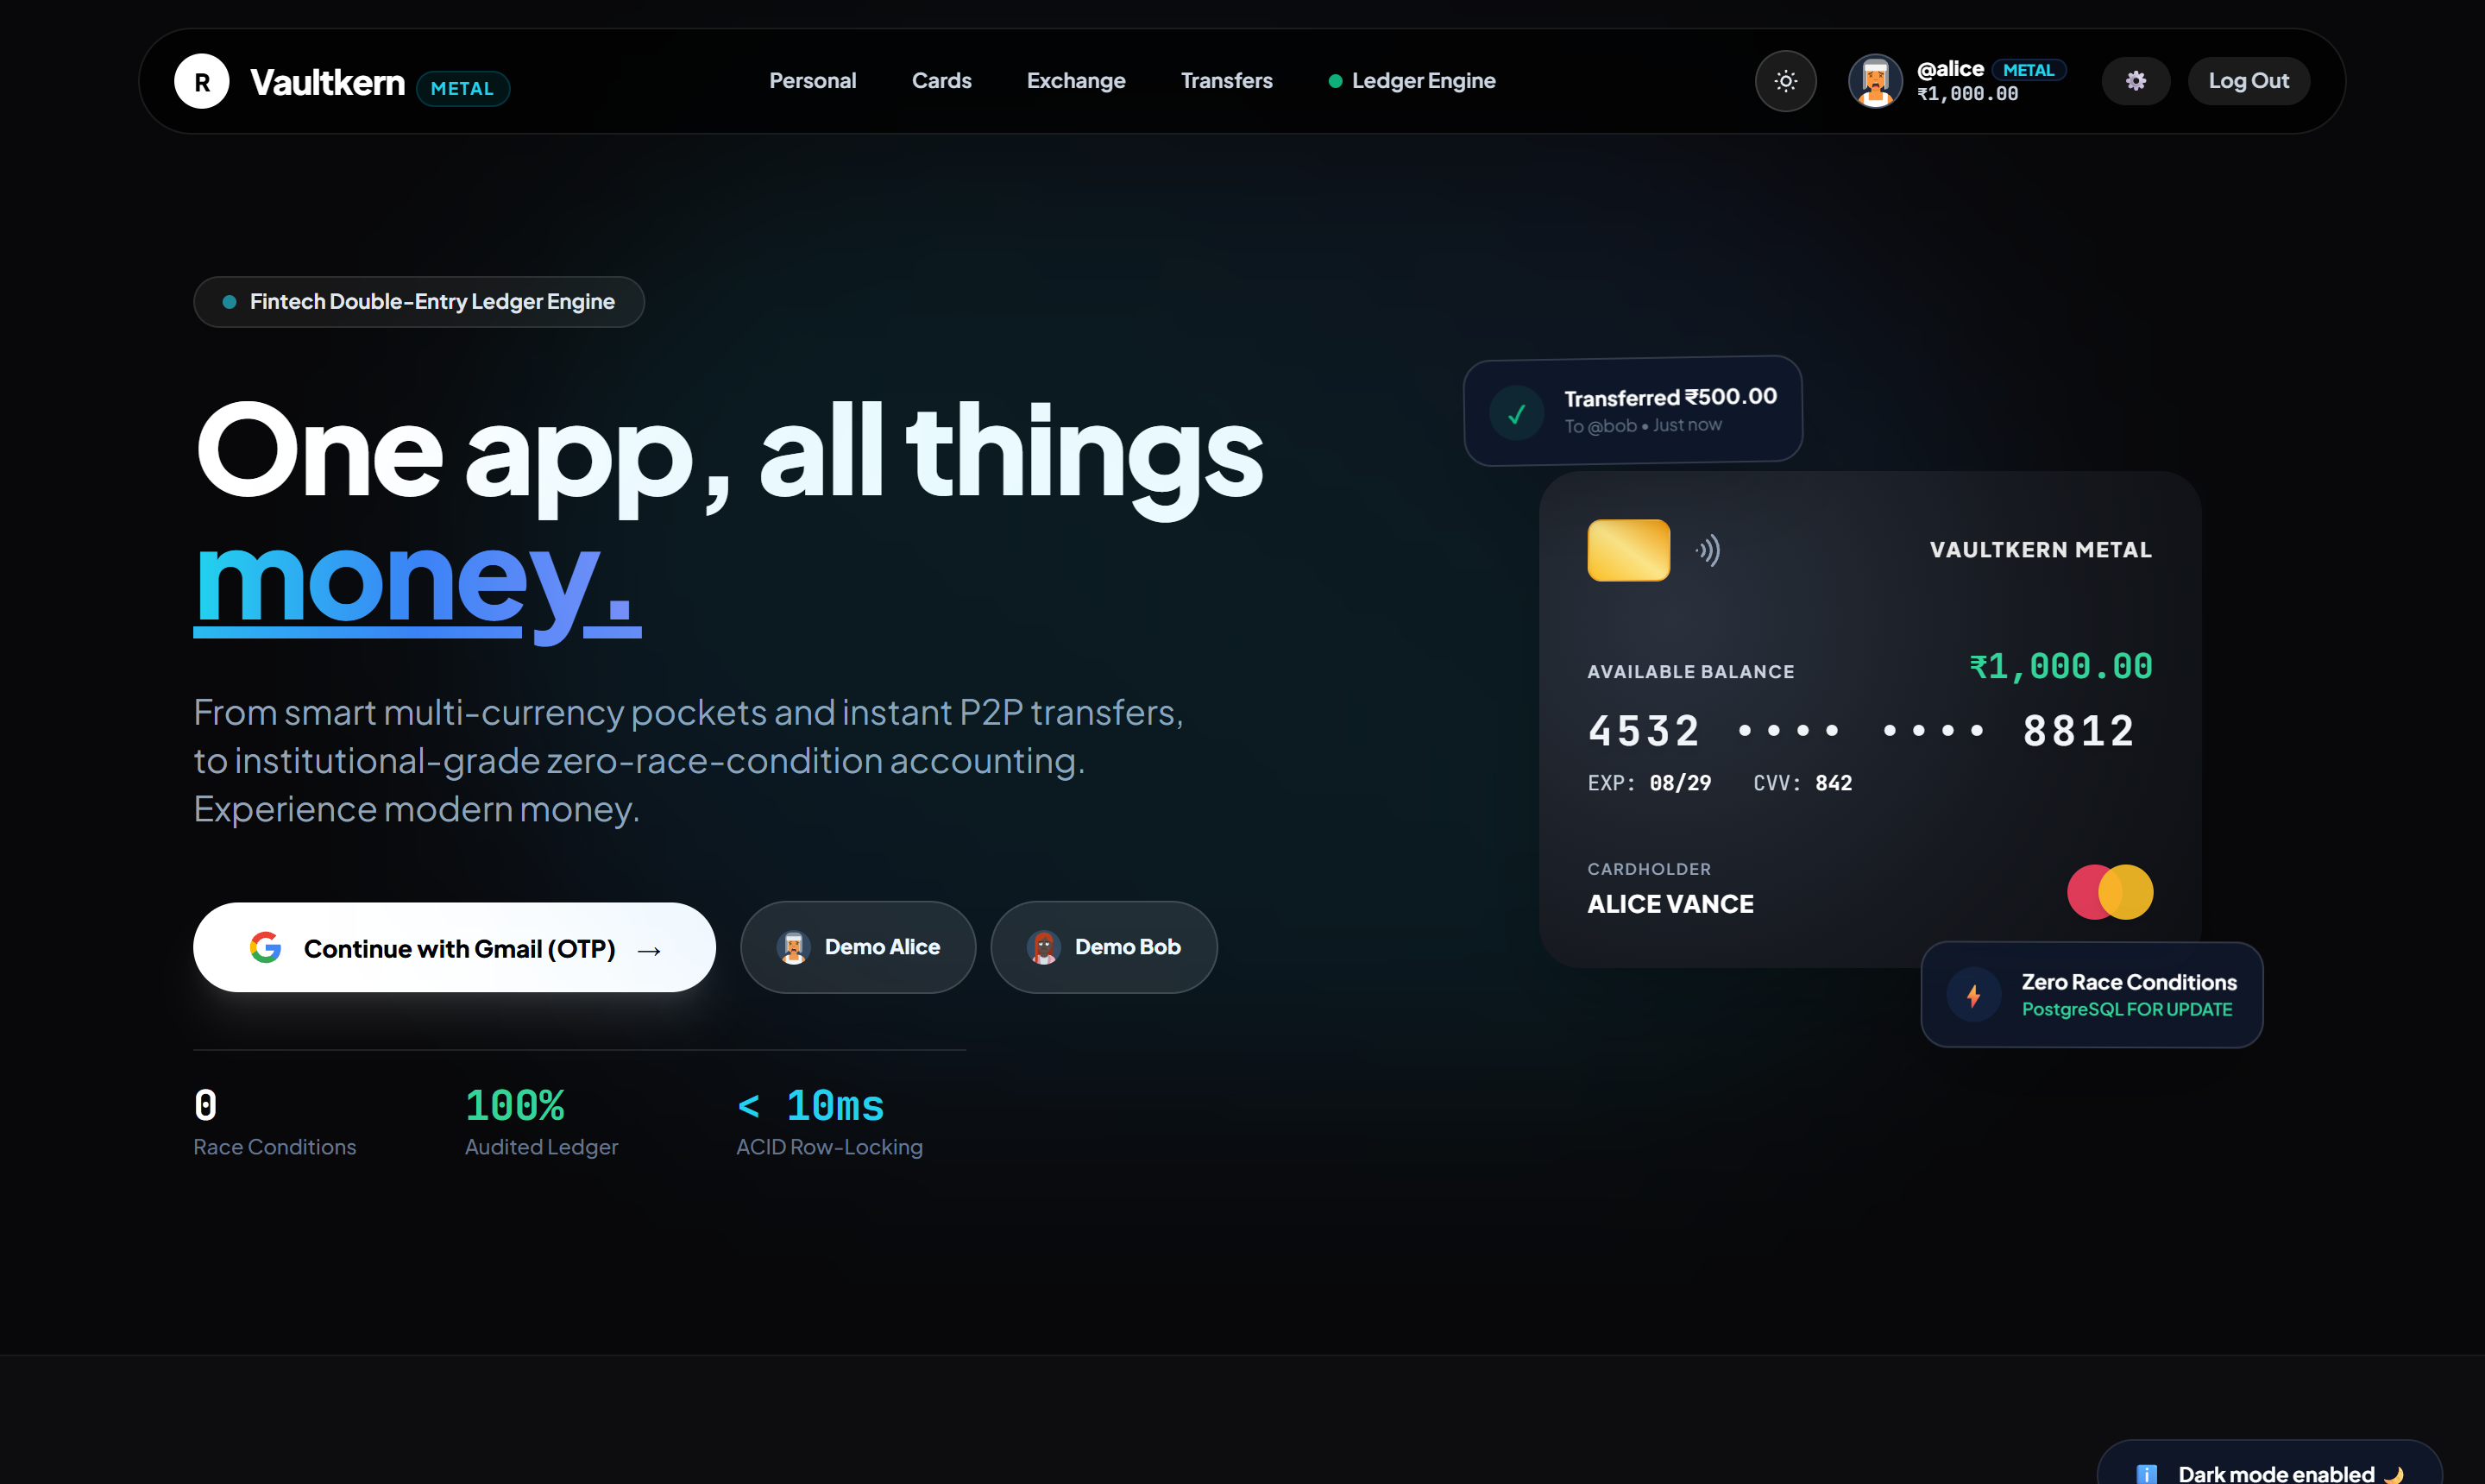 R Vaultkern METAL Personal Cards Exchange Transfers Ledger Engine @alice METAL Log Out
₹1,000.00
Fintech Double-Entry Ledger Engine
One app, all things
money.
From smart multi-currency pockets and instant P2P transfers,
to institutional-grade zero-race-condition accounting.
Experience modern money.
Continue with Gmail (OTP) → Demo Alice Demo Bob
0 100% < 10ms
Race Conditions Audited Ledger ACID Row-Locking
✓ Transferred ₹500.00
To @bob • Just now
VAULTKERN METAL
AVAILABLE BALANCE ₹1,000.00
4532 •••• •••• 8812
EXP: 08/29 CVV: 842
CARDHOLDER
ALICE VANCE
Zero Race Conditions
PostgreSQL FOR UPDATE
ℹ️ Dark mode enabled 🌙